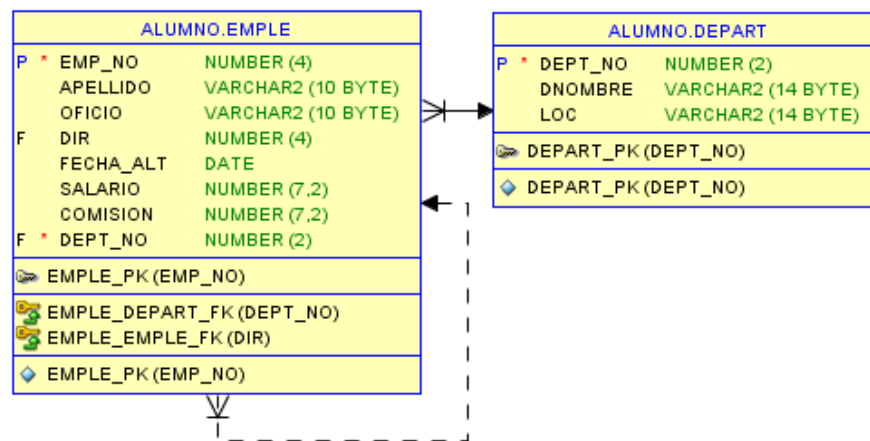 ALUMNO.EMPLE
P * EMP_NO NUMBER (4)
APELLIDO VARCHAR2 (10 BYTE)
OFICIO VARCHAR2 (10 BYTE)
F DIR NUMBER (4)
FECHA_ALT DATE
SALARIO NUMBER (7,2)
COMISION NUMBER (7,2)
F * DEPT_NO NUMBER (2)
EMPLE_PK (EMP_NO)
EMPLE_DEPART_FK (DEPT_NO)
EMPLE_EMPLE_FK (DIR)
EMPLE_PK (EMP_NO)
ALUMNO.DEPART
P * DEPT_NO NUMBER (2)
DNOMBRE VARCHAR2 (14 BYTE)
LOC VARCHAR2 (14 BYTE)
DEPART_PK (DEPT_NO)
DEPART_PK (DEPT_NO)